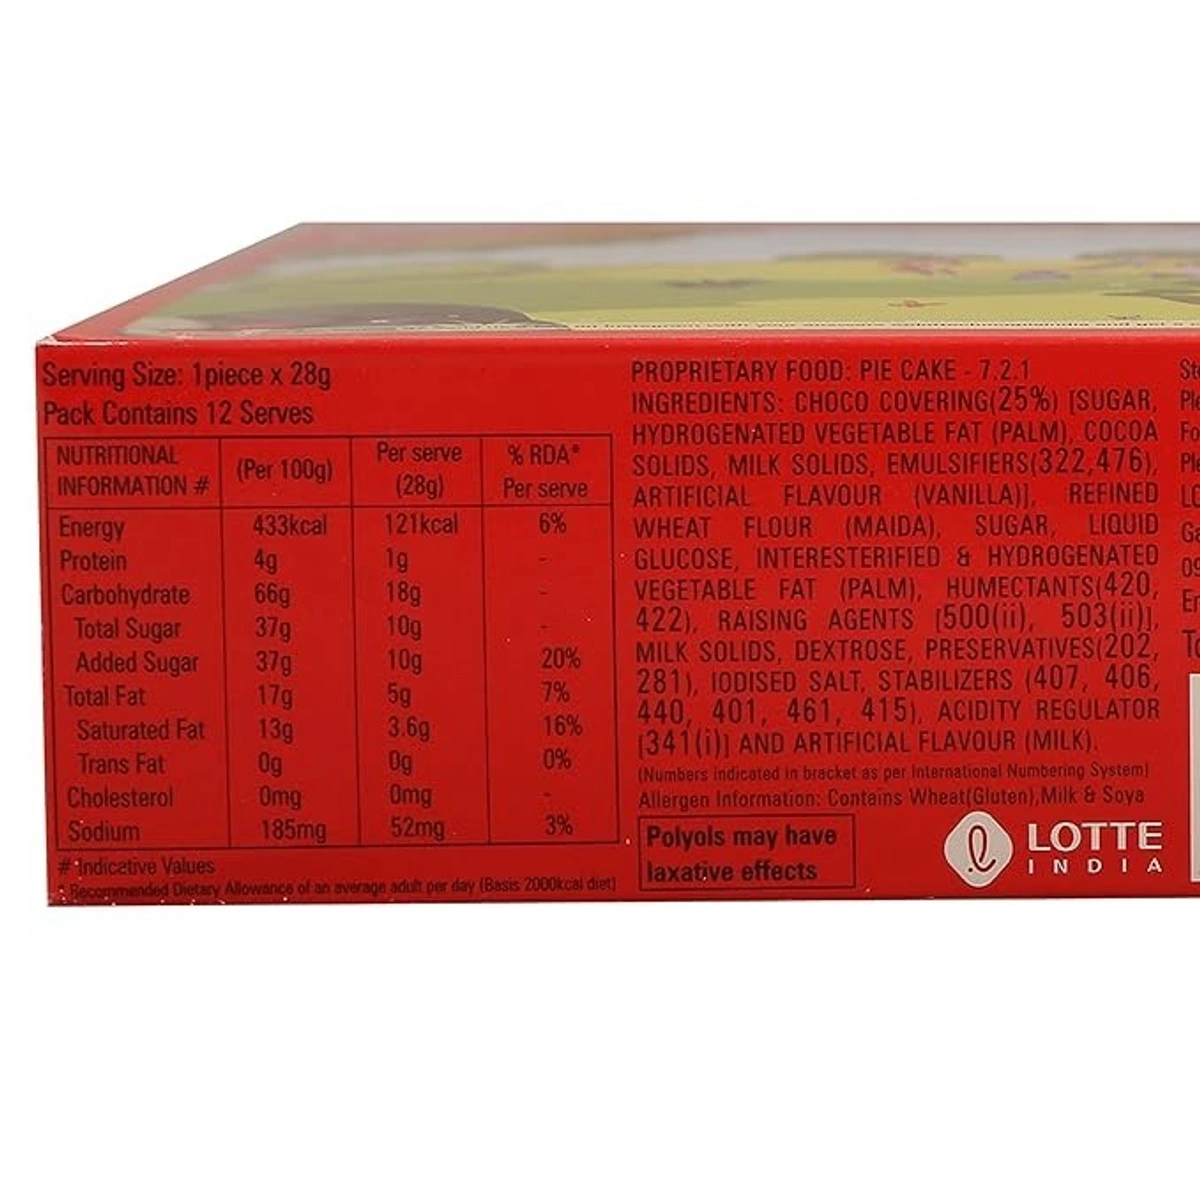 Serving Size: 1piece x 28g
Pack Contains 12 Serves
NUTRITIONAL INFORMATION # (Per 100g) Per serve (28g) % RDA* Per serve
Energy 433kcal 121kcal 6%
Protein 4g 1g -
Carbohydrate 66g 18g -
Total Sugar 37g 10g -
Added Sugar 37g 10g 20%
Total Fat 17g 5g 7%
Saturated Fat 13g 3.6g 16%
Trans Fat 0g 0g 0%
Cholesterol 0mg 0mg -
Sodium 185mg 52mg 3%
# Indicative Values
* Recommended Dietary Allowance of an average adult per day (Basis 2000kcal diet)
PROPRIETARY FOOD: PIE CAKE - 7.2.1
INGREDIENTS: CHOCO COVERING(25%) [SUGAR,
HYDROGENATED VEGETABLE FAT (PALM), COCOA
SOLIDS, MILK SOLIDS, EMULSIFIERS(322,476),
ARTIFICIAL FLAVOUR (VANILLA)], REFINED
WHEAT FLOUR (MAIDA), SUGAR, LIQUID
GLUCOSE, INTERESTERIFIED & HYDROGENATED
VEGETABLE FAT (PALM), HUMECTANTS(420,
422), RAISING AGENTS [500(ii), 503(ii)],
MILK SOLIDS, DEXTROSE, PRESERVATIVES(202,
281), IODISED SALT, STABILIZERS (407, 406,
440, 401, 461, 415), ACIDITY REGULATOR
[341(i)] AND ARTIFICIAL FLAVOUR (MILK).
(Numbers indicated in bracket as per International Numbering System)
Allergen Information: Contains Wheat(Gluten),Milk & Soya
Polyols may have
laxative effects
LOTTE
INDIA